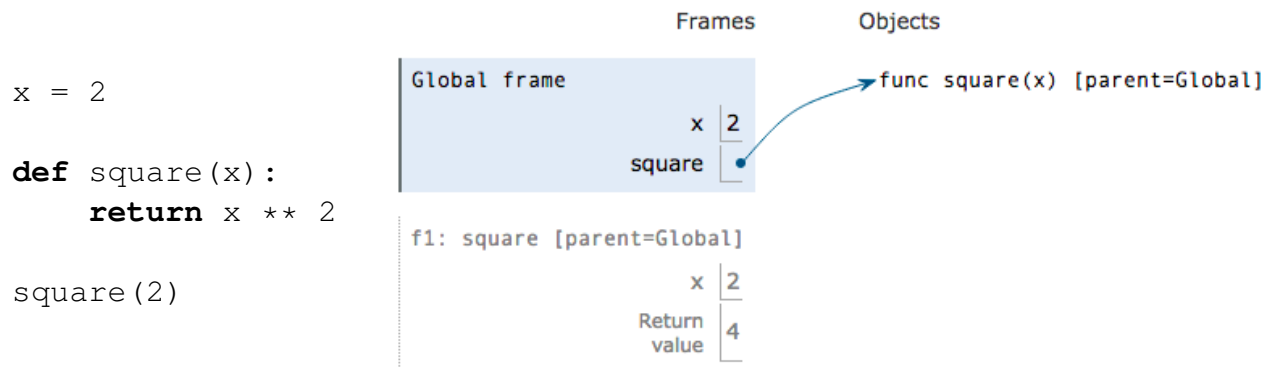 x = 2
def square(x):
    return x ** 2
square(2)
Frames Objects
Global frame
x 2
square
func square(x) [parent=Global]
f1: square [parent=Global]
x 2
Return
value 4